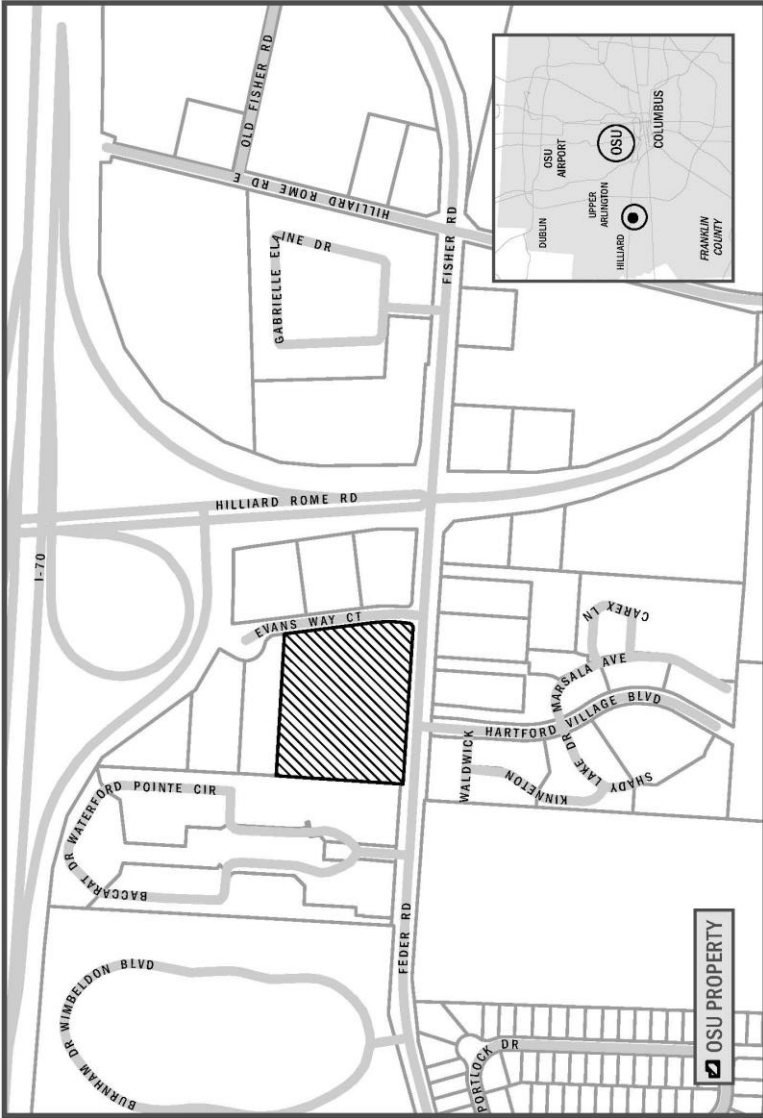 I-70
OLD FISHER RD
HILLIARD ROME RD E
GABRIELLE ELAINE DR
FISHER RD
HILLIARD ROME RD
EVANS WAY CT
BACCARAT DR WATERFORD POINTE CIR
BURNHAM DR WIMBELDON BLVD
FEDER RD
HARTFORD VILLAGE BLVD
MARSALA AVE
CAREX LN
WALDWICK
KINNETON
SHADY LAKE DR
PORTLOCK DR
OSU PROPERTY
DUBLIN
OSU
AIRPORT
UPPER
ARLINGTON
HILLIARD
OSU
COLUMBUS
FRANKLIN
COUNTY